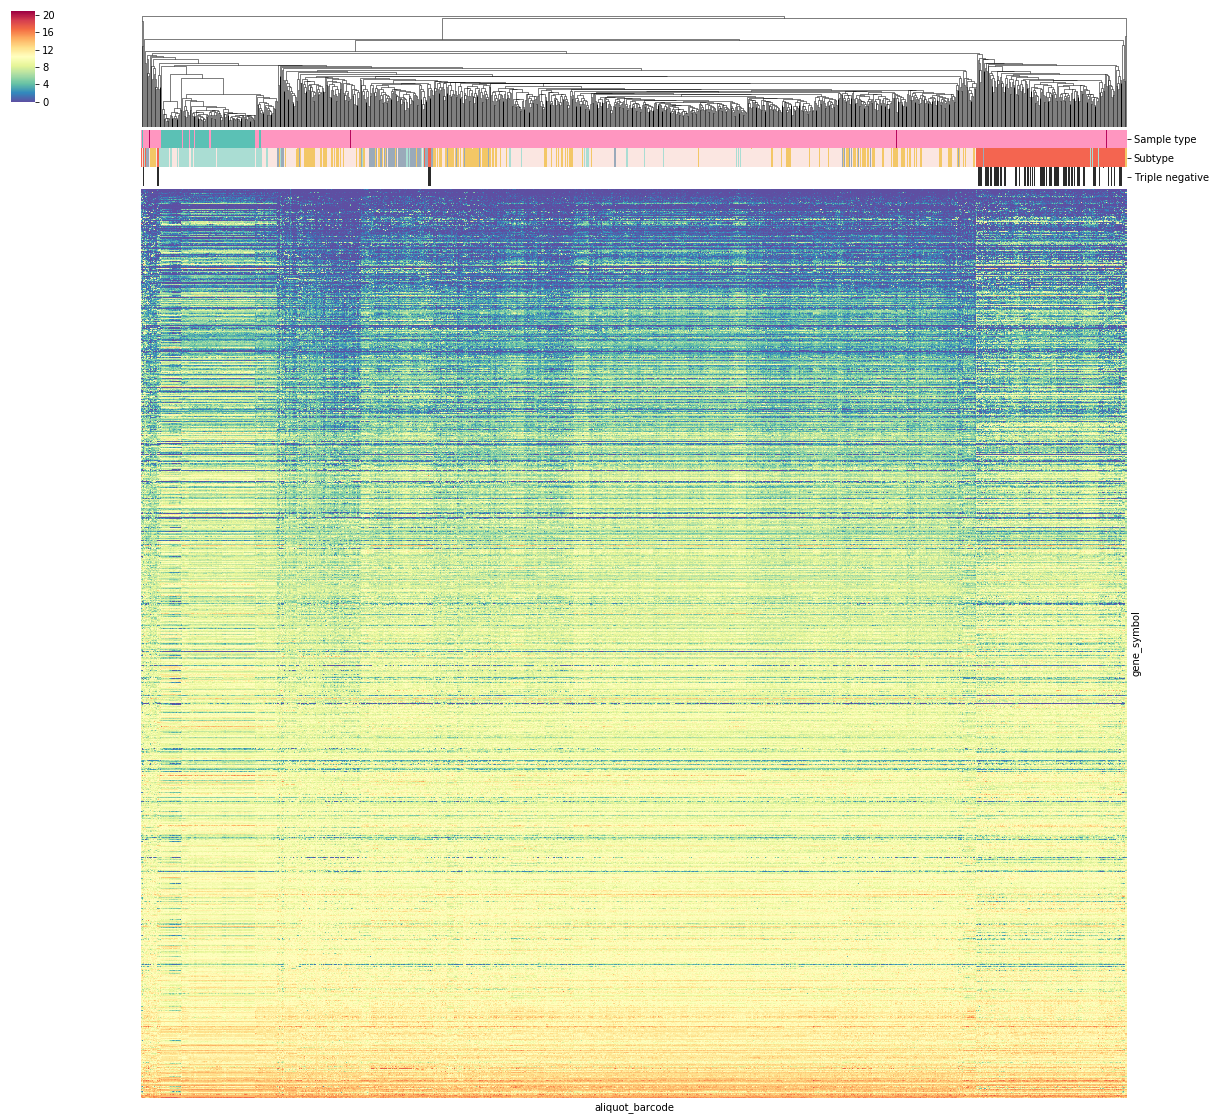 20
16
12
8
4
0
Sample type
Subtype
Triple negative
gene_symbol
aliquot_barcode